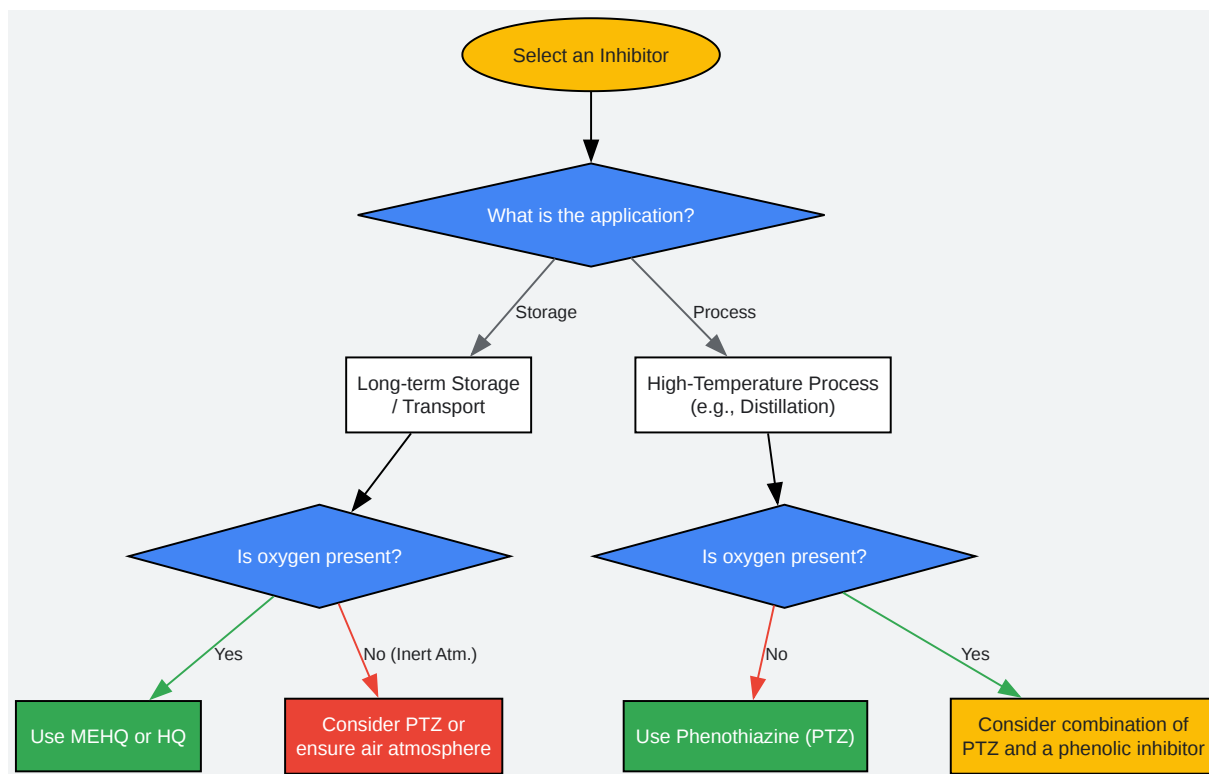 Select an Inhibitor
What is the application?
Storage
Process
Long-term Storage
/ Transport
High-Temperature Process
(e.g., Distillation)
Is oxygen present?
Is oxygen present?
Yes
No (Inert Atm.)
No
Yes
Use MEHQ or HQ
Consider PTZ or
ensure air atmosphere
Use Phenothiazine (PTZ)
Consider combination of
PTZ and a phenolic inhibitor